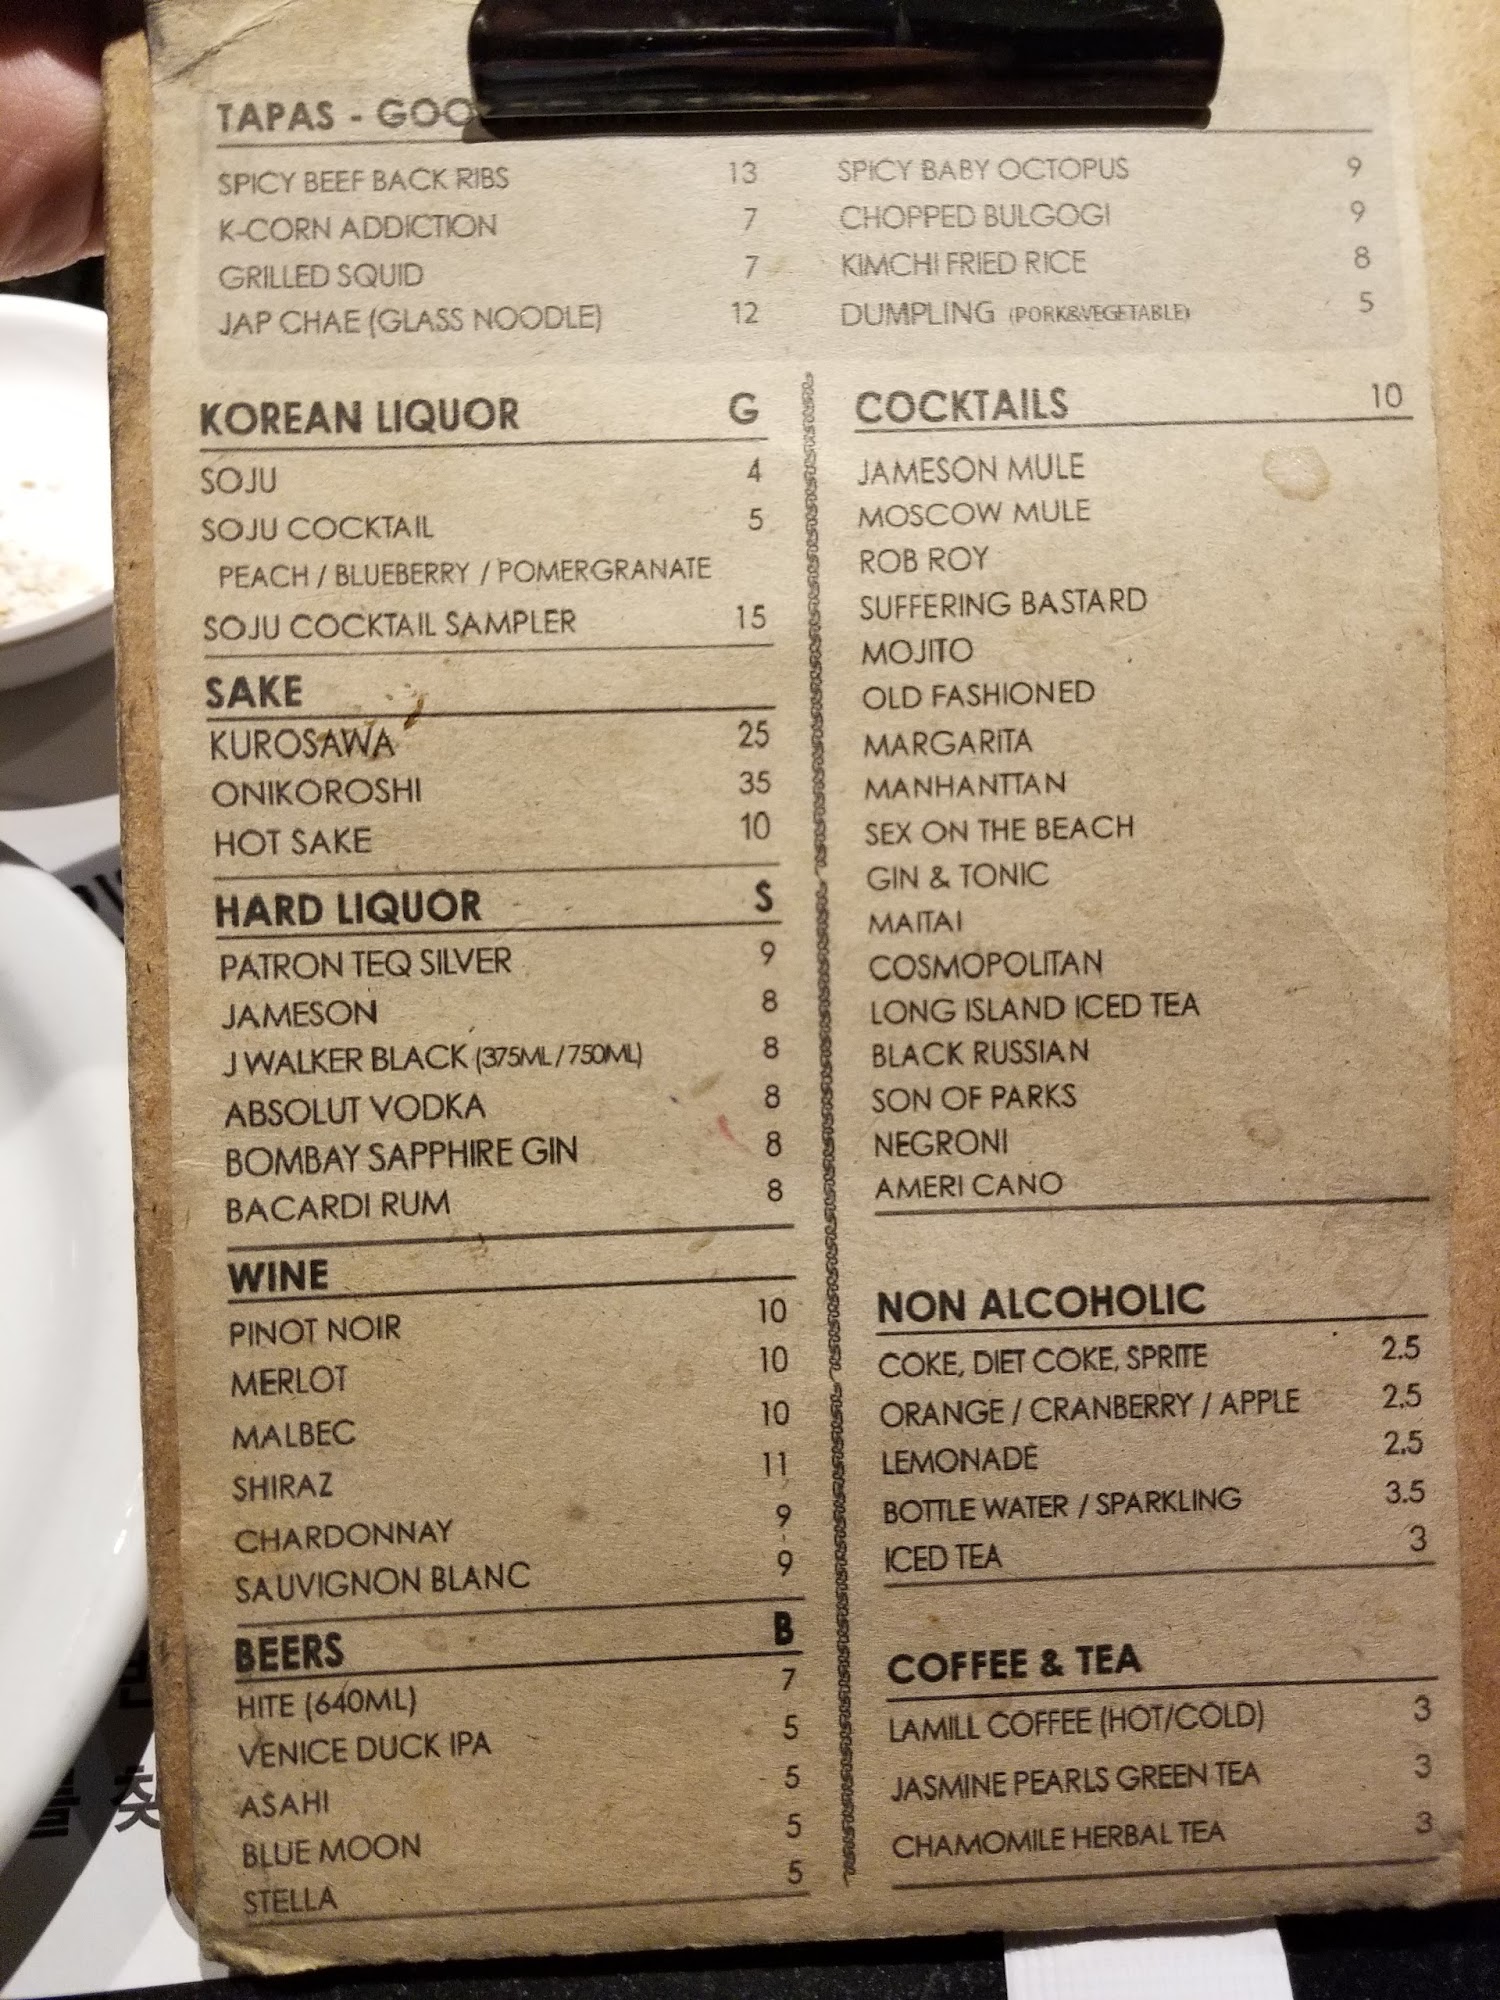 TAPAS - GOO
SPICY BEEF BACK RIBS 13
K-CORN ADDICTION 7
GRILLED SQUID 7
JAP CHAE (GLASS NOODLE) 12
SPICY BABY OCTOPUS 9
CHOPPED BULGOGI 9
KIMCHI FRIED RICE 8
DUMPLING (PORK&VEGETABLE) 5
KOREAN LIQUOR G
SOJU 4
SOJU COCKTAIL 5
PEACH / BLUEBERRY / POMERGRANATE
SOJU COCKTAIL SAMPLER 15
SAKE
KUROSAWA 25
ONIKOROSHI 35
HOT SAKE 10
HARD LIQUOR S
PATRON TEQ SILVER 9
JAMESON 8
J WALKER BLACK (375ML/750ML) 8
ABSOLUT VODKA 8
BOMBAY SAPPHIRE GIN 8
BACARDI RUM 8
WINE
PINOT NOIR 10
MERLOT 10
MALBEC 10
SHIRAZ 11
CHARDONNAY 9
SAUVIGNON BLANC 9
BEERS B
HITE (640ML) 7
VENICE DUCK IPA 5
ASAHI 5
BLUE MOON 5
STELLA 5
COCKTAILS 10
JAMESON MULE
MOSCOW MULE
ROB ROY
SUFFERING BASTARD
MOJITO
OLD FASHIONED
MARGARITA
MANHANTTAN
SEX ON THE BEACH
GIN & TONIC
MAITAI
COSMOPOLITAN
LONG ISLAND ICED TEA
BLACK RUSSIAN
SON OF PARKS
NEGRONI
AMERI CANO
NON ALCOHOLIC
COKE, DIET COKE, SPRITE 2.5
ORANGE / CRANBERRY / APPLE 2.5
LEMONADE 2.5
BOTTLE WATER / SPARKLING 3.5
ICED TEA 3
COFFEE & TEA
LAMILL COFFEE (HOT/COLD) 3
JASMINE PEARLS GREEN TEA 3
CHAMOMILE HERBAL TEA 3